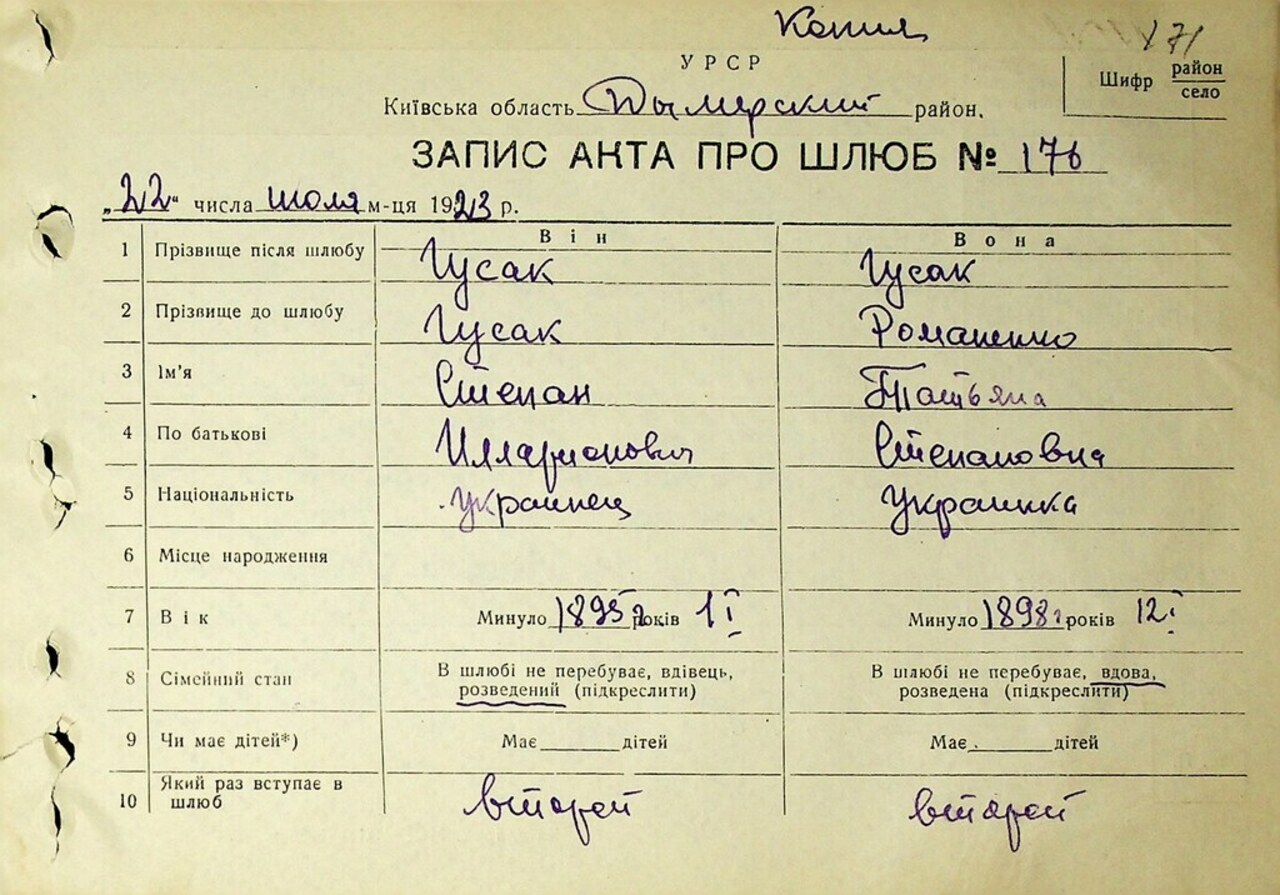 Копия
171
УРСР
Шифр район село
Київська область Дымерский район.
ЗАПИС АКТА ПРО ШЛЮБ № 176
„22" числа июля м-ця 1923 р.
Він Вона
1 Прізвище після шлюбу Гусак Гусак
2 Прізвище до шлюбу Гусак Романенко
3 Ім’я Степан Татьяна
4 По батькові Илларионович Степановна
5 Національність Украинец Украинка
6 Місце народження
7 Вік Минуло 1895 г років 1 I Минуло 1898 г років 12 I
8 Сімейний стан В шлюбі не перебуває, вдівець, В шлюбі не перебуває, вдова,
розведений (підкреслити) розведена (підкреслити)
9 Чи має дітей*) Має дітей Має дітей
10 Який раз вступає в
шлюб второй второй